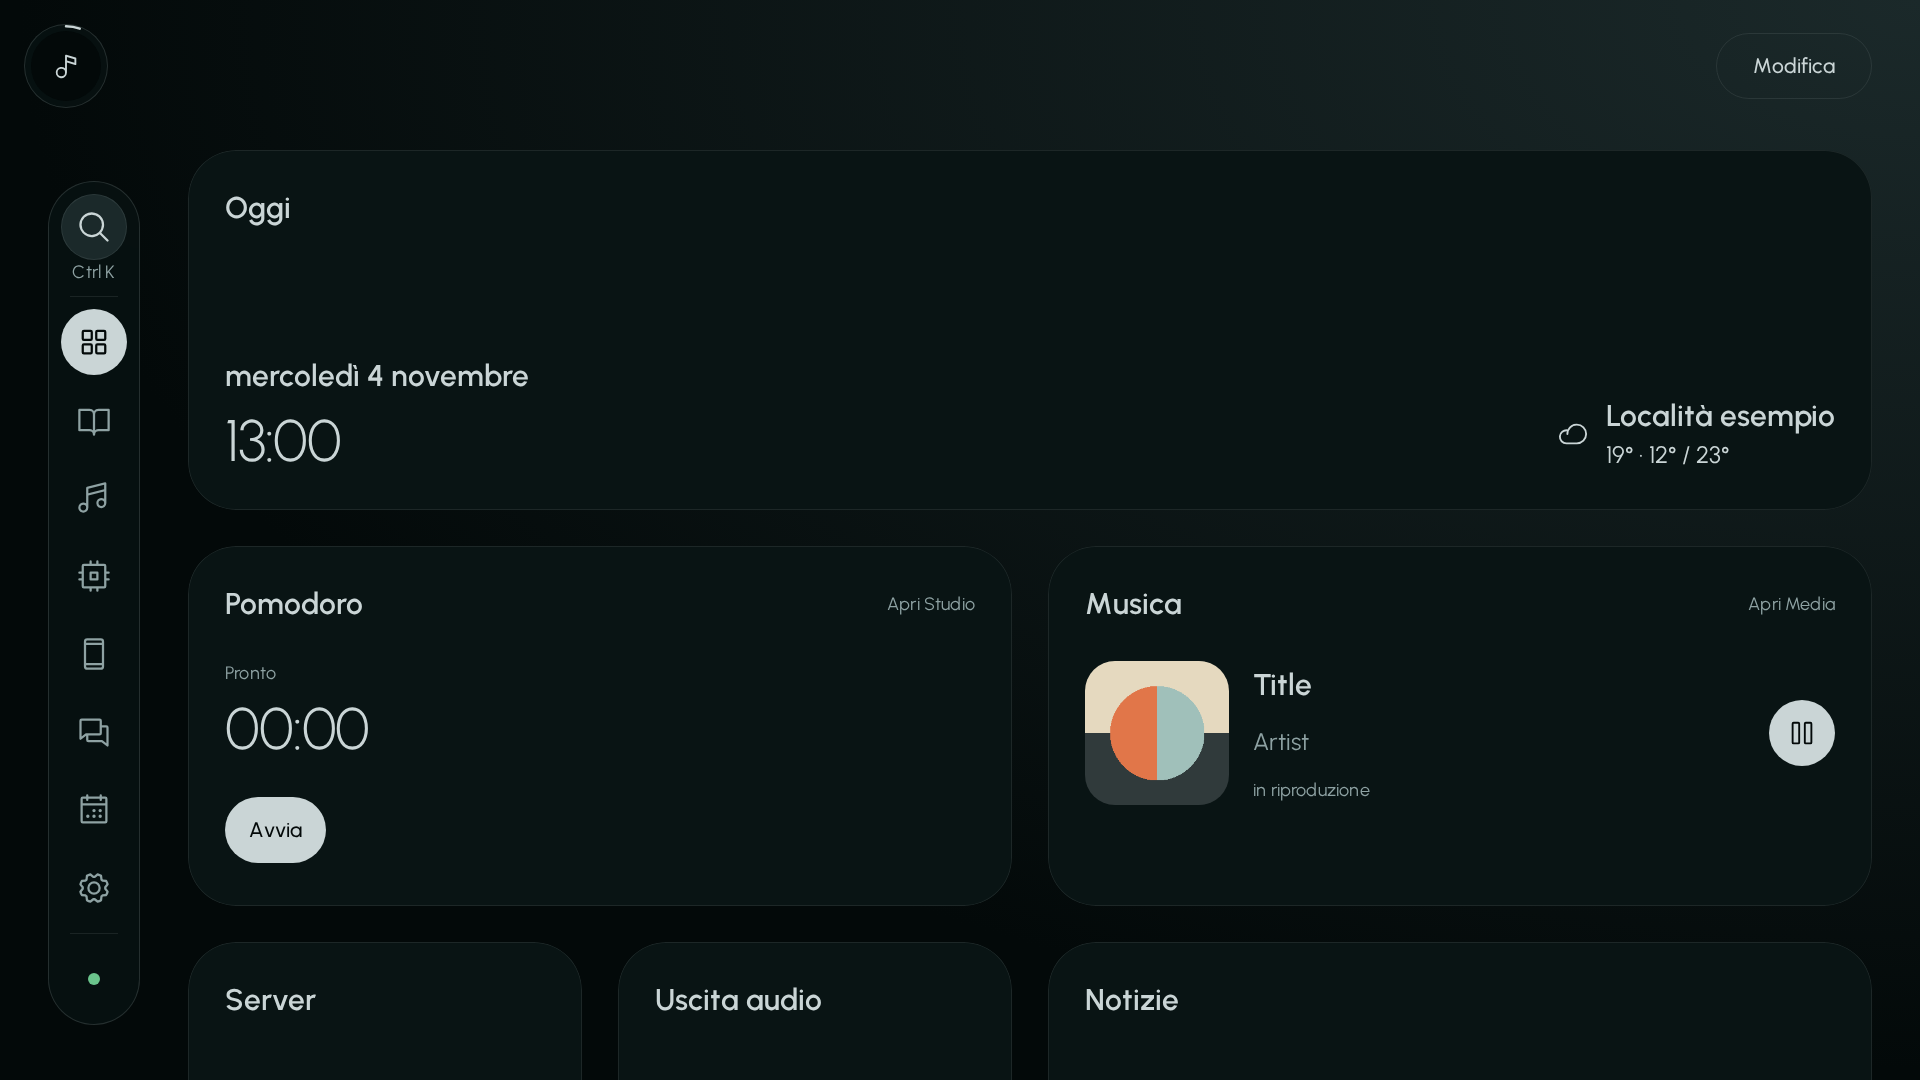 Modifica
Ctrl K
Oggi
mercoledì 4 novembre
13:00
Località esempio
19° · 12° / 23°
Pomodoro
Apri Studio
Pronto
00:00
Avvia
Musica
Apri Media
Title
Artist
in riproduzione
Server
Uscita audio
Notizie